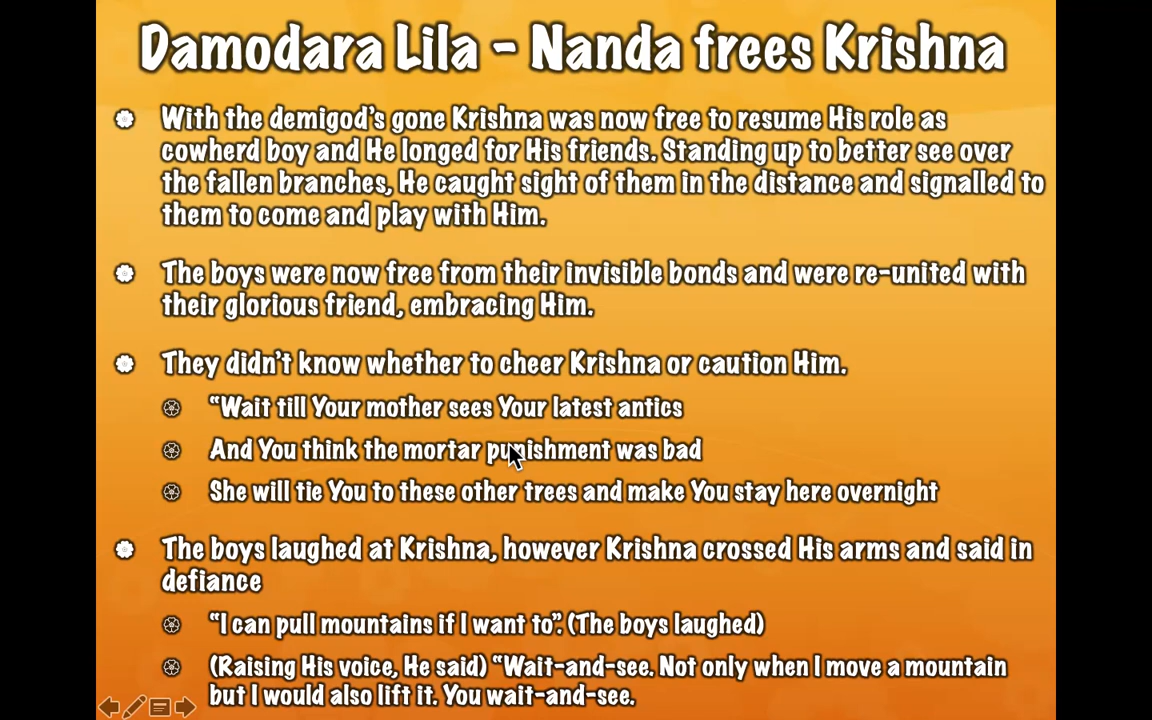 Damodara Lila - Nanda frees Krishna
With the demigod's gone Krishna was now free to resume His role as
cowherd boy and He longed for His friends. Standing up to better see over
the fallen branches, He caught sight of them in the distance and signalled to
them to come and play with Him.
The boys were now free from their invisible bonds and were re-united with
their glorious friend, embracing Him.
They didn't know whether to cheer Krishna or caution Him.
"Wait till Your mother sees Your latest antics
And You think the mortar punishment was bad
She will tie You to these other trees and make You stay here overnight
The boys laughed at Krishna, however Krishna crossed His arms and said in
defiance
"I can pull mountains if I want to". (The boys laughed)
(Raising His voice, He said) "Wait-and-see. Not only when I move a mountain
but I would also lift it. You wait-and-see.